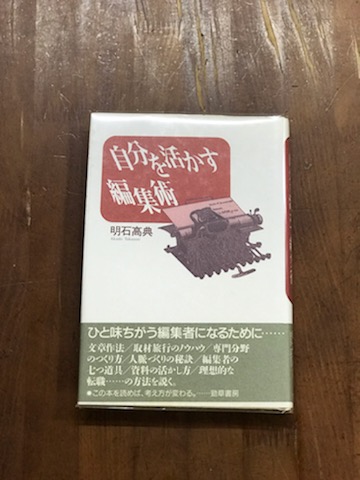 自分を活かす
編集術
明石高典
ひと味ちがう編集者になるために……
文章作法／取材旅行のノウハウ／専門分野
のつくり方／人脈づくりの秘訣／編集者の
七つ道具／資料の活かし方／理想的な
転職……の方法を説く。
●この本を読めば、考え方が変わる。——勁草書房